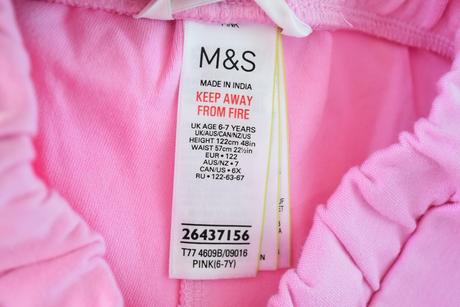 PINK
M&S
MADE IN INDIA
KEEP AWAY
FROM FIRE
UK AGE 6-7 YEARS
UK/AUS/CAN/NZ/US
HEIGHT 122cm 48in
WAIST 57cm 22½in
EUR • 122
AUS/NZ • 7
CAN/US • 6X
RU • 122-63-67
26437156
T77 4609B/09016
PINK(6-7Y)